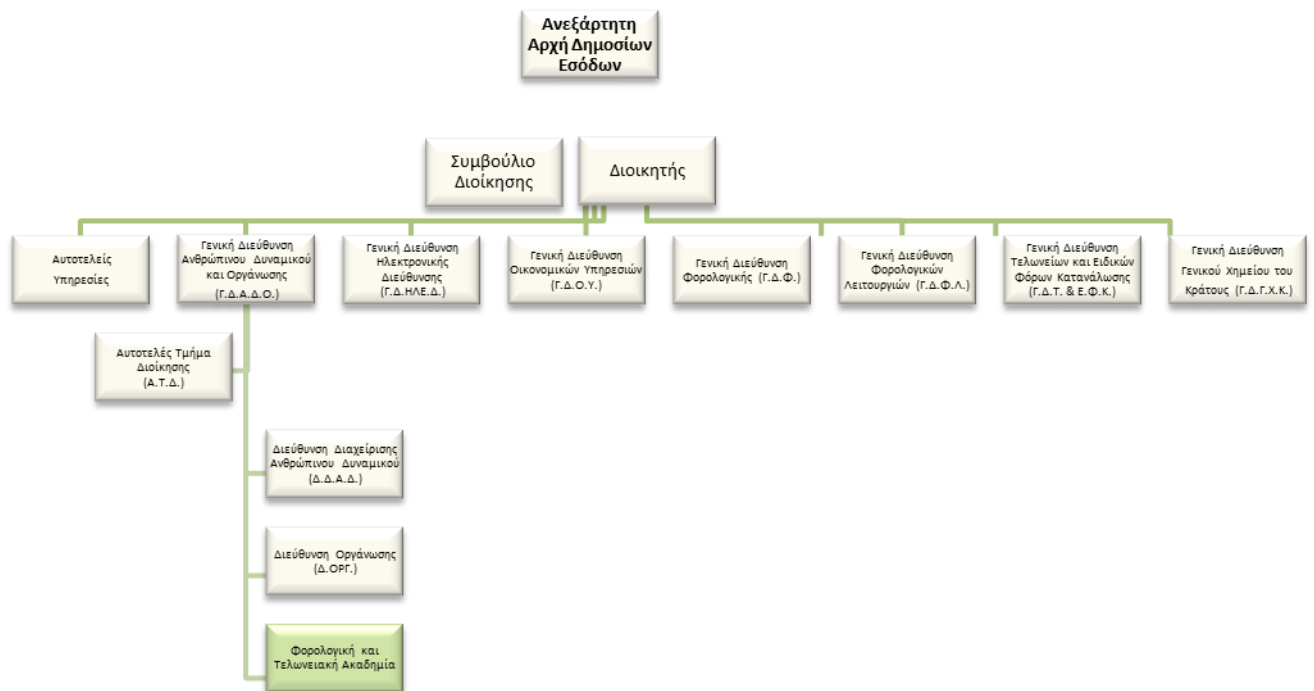 Ανεξάρτητη
Αρχή Δημοσίων
Εσόδων
Συμβούλιο
Διοίκησης
Διοικητής
Αυτοτελείς
Υπηρεσίες
Γενική Διεύθυνση
Ανθρώπινου Δυναμικού
και Οργάνωσης
(Γ.Δ.Α.Δ.Ο.)
Γενική Διεύθυνση
Ηλεκτρονικής
Διεύθυνσης
(Γ.Δ.ΗΛΕ.Δ.)
Γενική Διεύθυνση
Οικονομικών Υπηρεσιών
(Γ.Δ.Ο.Υ.)
Γενική Διεύθυνση
Φορολογικής (Γ.Δ.Φ.)
Γενική Διεύθυνση
Φορολογικών
Λειτουργιών (Γ.Δ.Φ.Λ.)
Γενική Διεύθυνση
Τελωνείων και Ειδικών
Φόρων Κατανάλωσης
(Γ.Δ.Τ. & Ε.Φ.Κ.)
Γενική Διεύθυνση
Γενικού Χημείου του
Κράτους (Γ.Δ.Γ.Χ.Κ.)
Αυτοτελές Τμήμα
Διοίκησης
(Α.Τ.Δ.)
Διεύθυνση Διαχείρισης
Ανθρώπινου Δυναμικού
(Δ.Δ.Α.Δ.)
Διεύθυνση Οργάνωσης
(Δ.ΟΡΓ.)
Φορολογική και
Τελωνειακή Ακαδημία